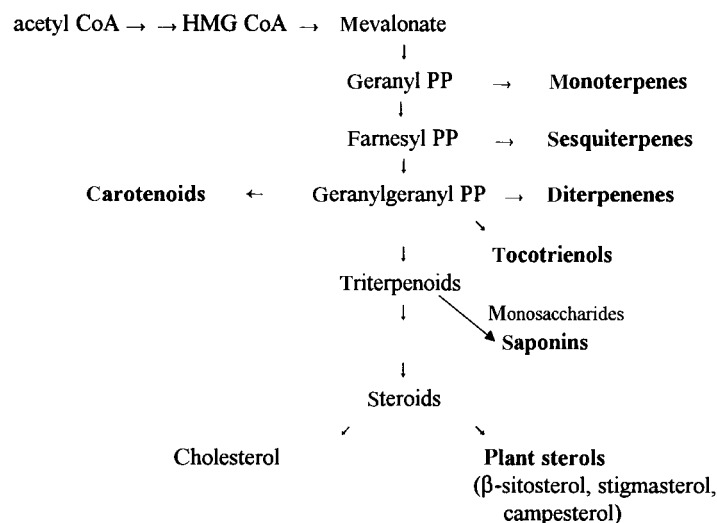 acetyl CoA → → HMG CoA → Mevalonate
↓
Geranyl PP → Monoterpenes
↓
Farnesyl PP → Sesquiterpenes
↓
Carotenoids ← Geranylgeranyl PP → Diterpenenes
↘
Tocotrienols
↓
Triterpenoids
Monosaccharides
↓
Saponins
↓
Steroids
↙ ↘
Cholesterol Plant sterols
(β-sitosterol, stigmasterol,
campesterol)